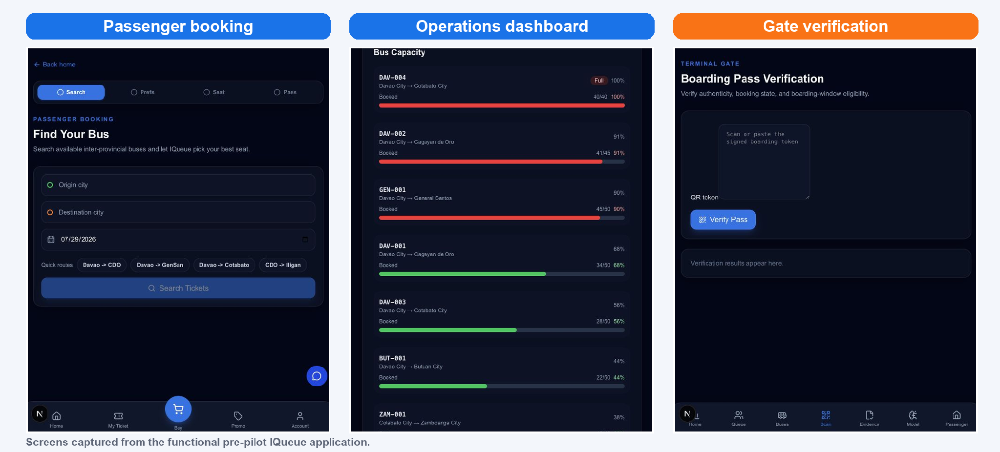 Passenger booking
Back home
Search
Prefs
Seat
Pass
PASSENGER BOOKING
Find Your Bus
Search available inter-provincial buses and let IQueue pick your best seat.
Origin city
Destination city
07/29/2026
Quick routes
Davao -> CDO
Davao -> GenSan
Davao -> Cotabato
CDO -> Iligan
Search Tickets
N
Home
My Ticket
Buy
Promo
Account
Operations dashboard
Bus Capacity
DAV-004
Full 100%
Davao City → Cotabato City
Booked 40/40 100%
DAV-002
91%
Davao City → Cagayan de Oro
Booked 41/45 91%
GEN-001
90%
Davao City → General Santos
Booked 45/50 90%
DAV-001
68%
Davao City → Cagayan de Oro
Booked 34/50 68%
DAV-003
56%
Davao City → Cotabato City
Booked 28/50 56%
BUT-001
44%
Davao City → Butuan City
Booked 22/50 44%
ZAM-001
38%
Cotabato City → Zamboanga City
Gate verification
TERMINAL GATE
Boarding Pass Verification
Verify authenticity, booking state, and boarding-window eligibility.
Scan or paste the
signed boarding token
QR token
Verify Pass
Verification results appear here.
N
Home
Queue
Buses
Scan
Evidence
Model
Passenger
Screens captured from the functional pre-pilot IQueue application.